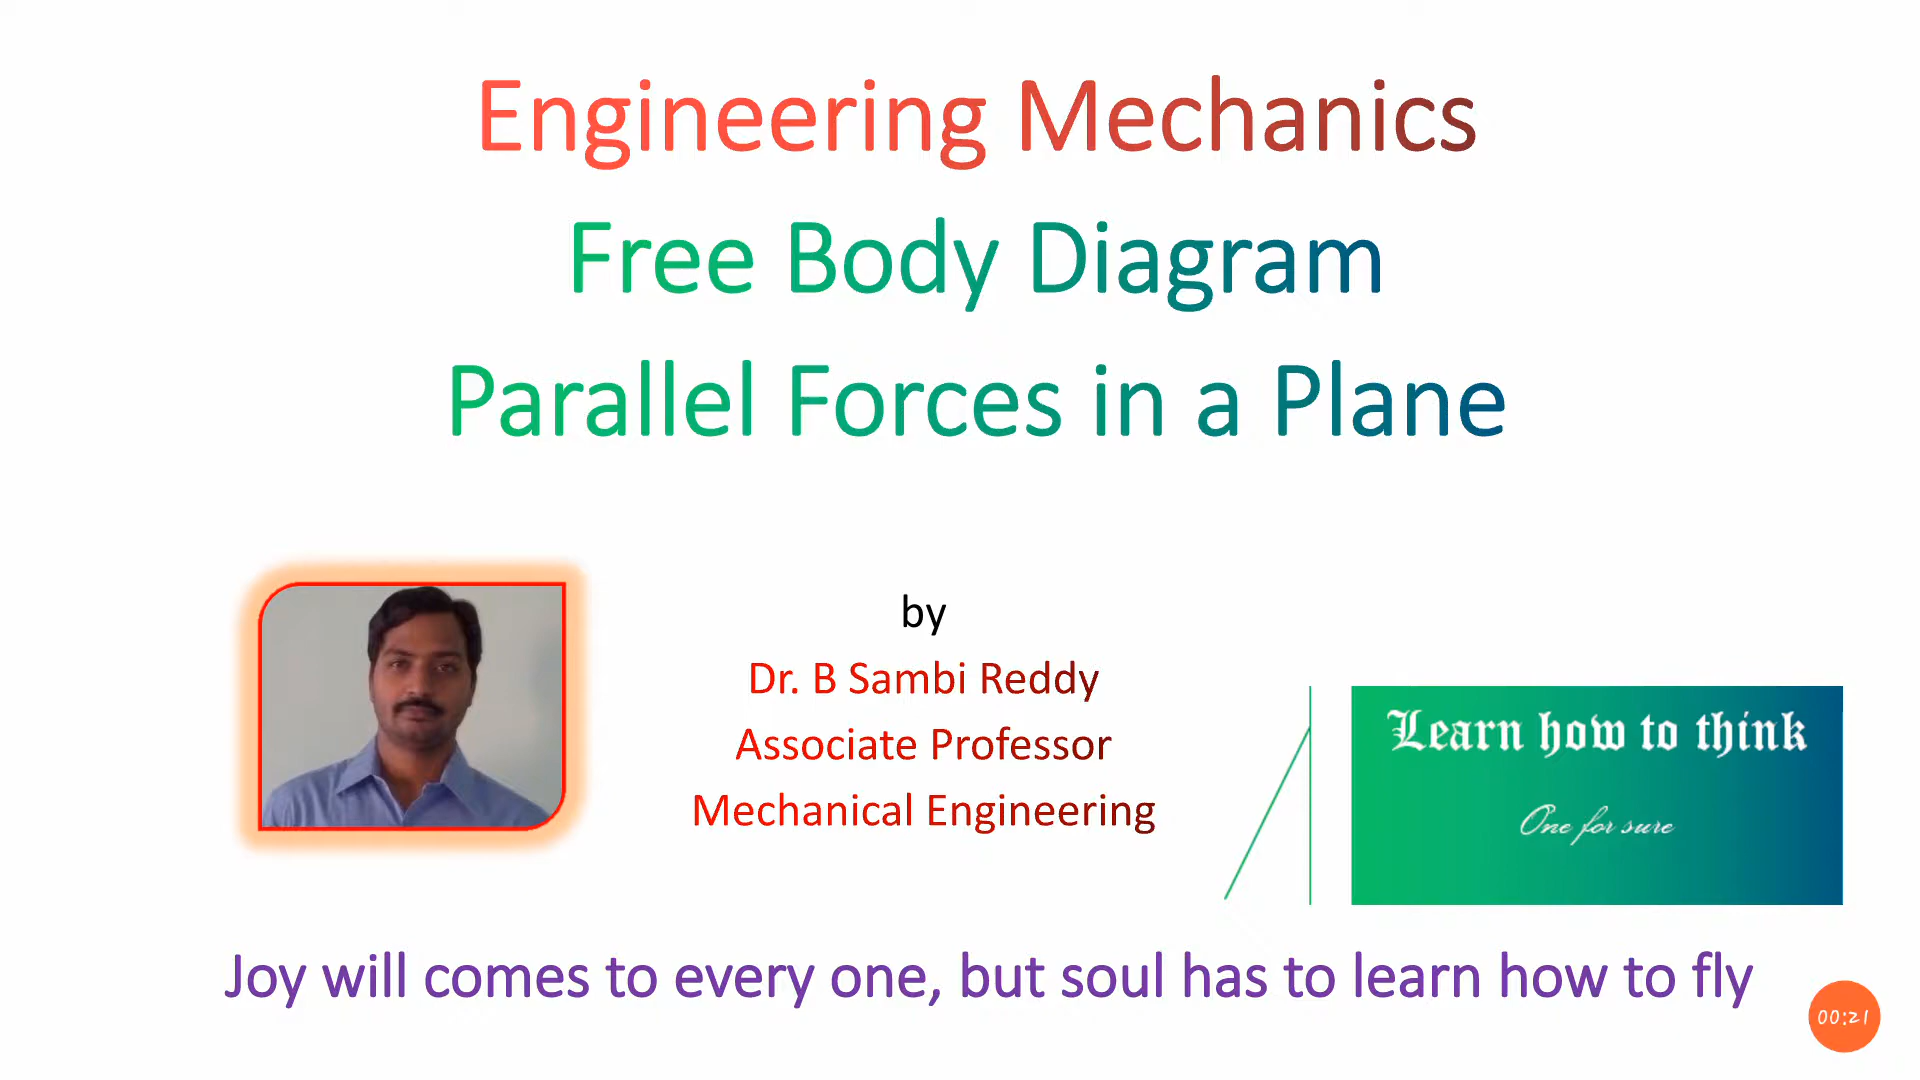 Engineering Mechanics
Free Body Diagram
Parallel Forces in a Plane
by
Dr. B Sambi Reddy
Associate Professor
Mechanical Engineering
Learn how to think
One for sure
Joy will comes to every one, but soul has to learn how to fly
00:21